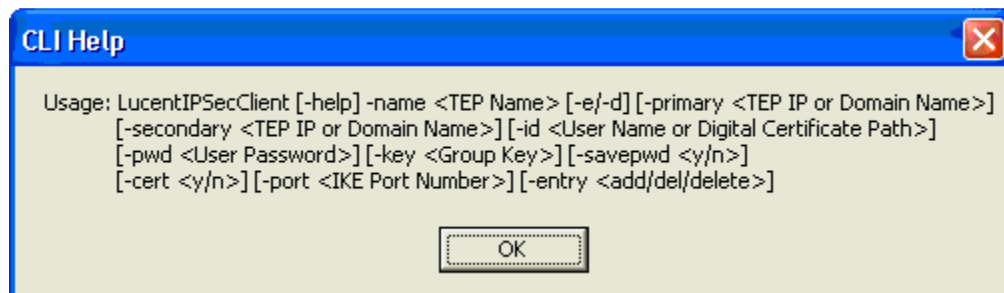 CLI Help
Usage: LucentIPSecClient [-help] -name <TEP Name> [-e/-d] [-primary <TEP IP or Domain Name>]
[-secondary <TEP IP or Domain Name>] [-id <User Name or Digital Certificate Path>]
[-pwd <User Password>] [-key <Group Key>] [-savepwd <y/n>]
[-cert <y/n>] [-port <IKE Port Number>] [-entry <add/del/delete>]
OK